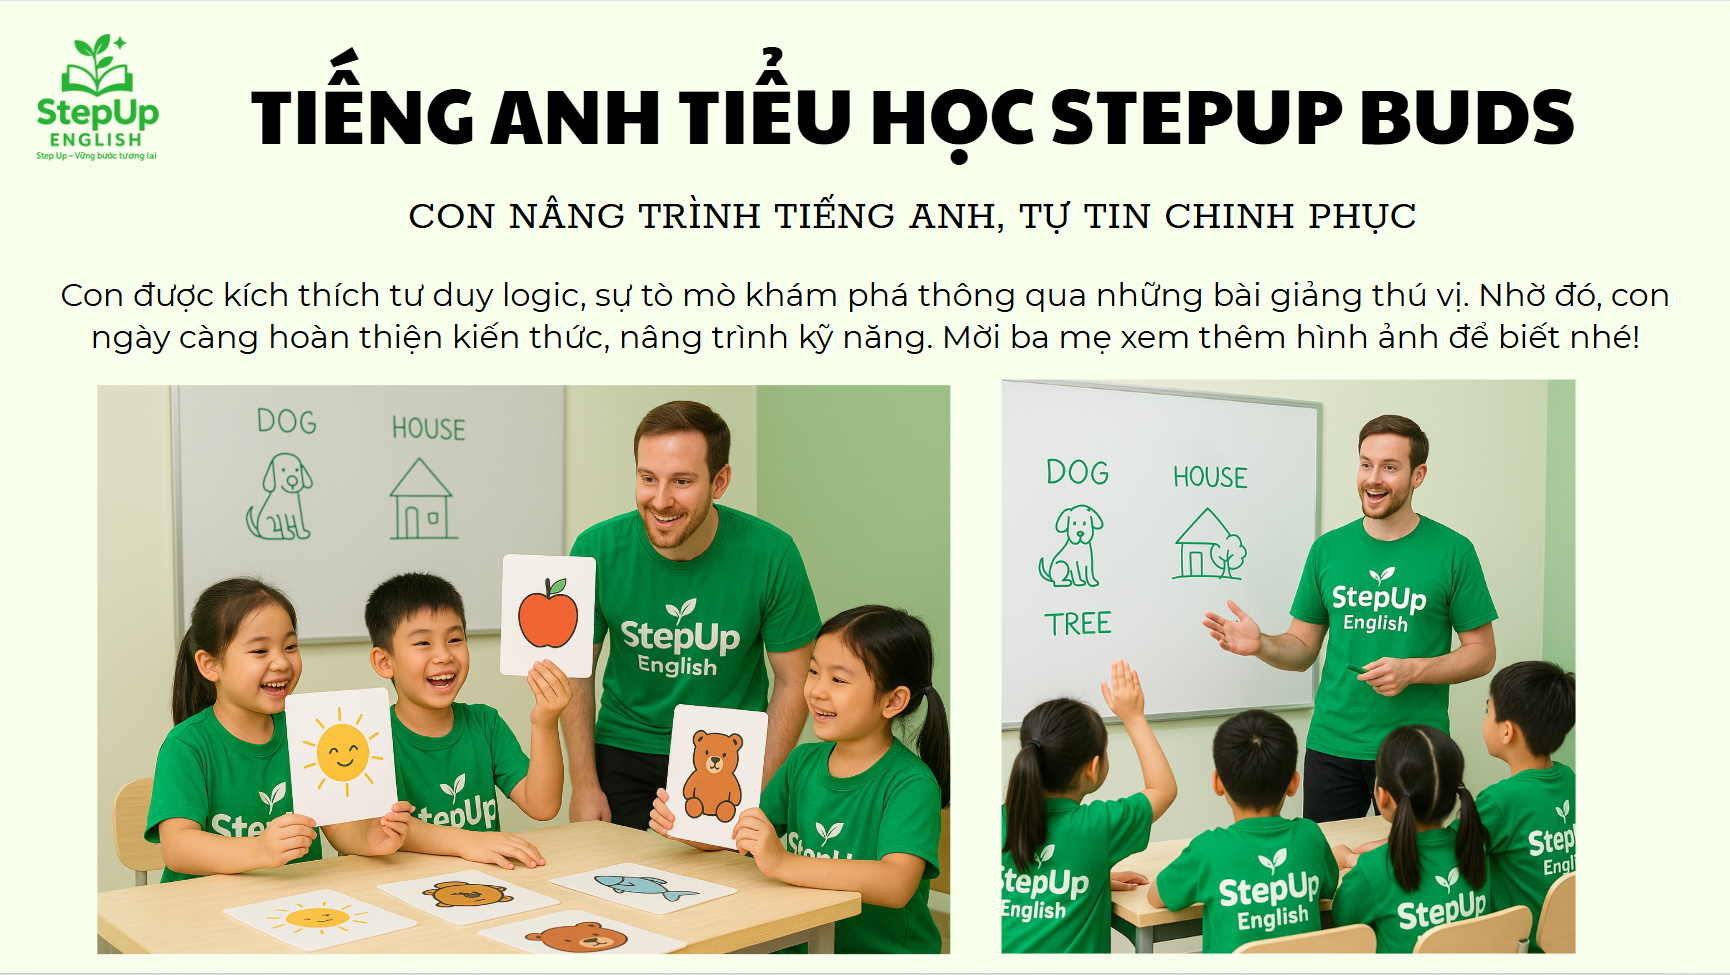 StepUp
ENGLISH
Step Up – Vững bước tương lai
TIẾNG ANH TIỂU HỌC STEPUP BUDS
CON NÂNG TRÌNH TIẾNG ANH, TỰ TIN CHINH PHỤC
Con được kích thích tư duy logic, sự tò mò khám phá thông qua những bài giảng thú vị. Nhờ đó, con
ngày càng hoàn thiện kiến thức, nâng trình kỹ năng. Mời ba mẹ xem thêm hình ảnh để biết nhé!
DOG
HOUSE
StepUp
English
Ste
tepUp
StepU
DOG
HOUSE
TREE
StepUp
English
tepUp
English
StepUp
English
StepUp
Step
Engli